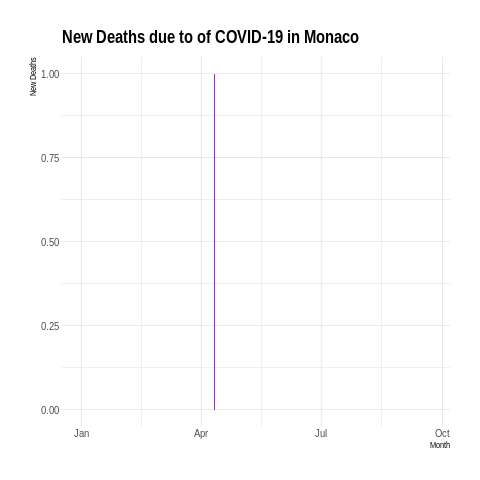 New Deaths due to of COVID-19 in Monaco
New Deaths
1.00
0.75
0.50
0.25
0.00
Jan Apr Jul Oct
Month